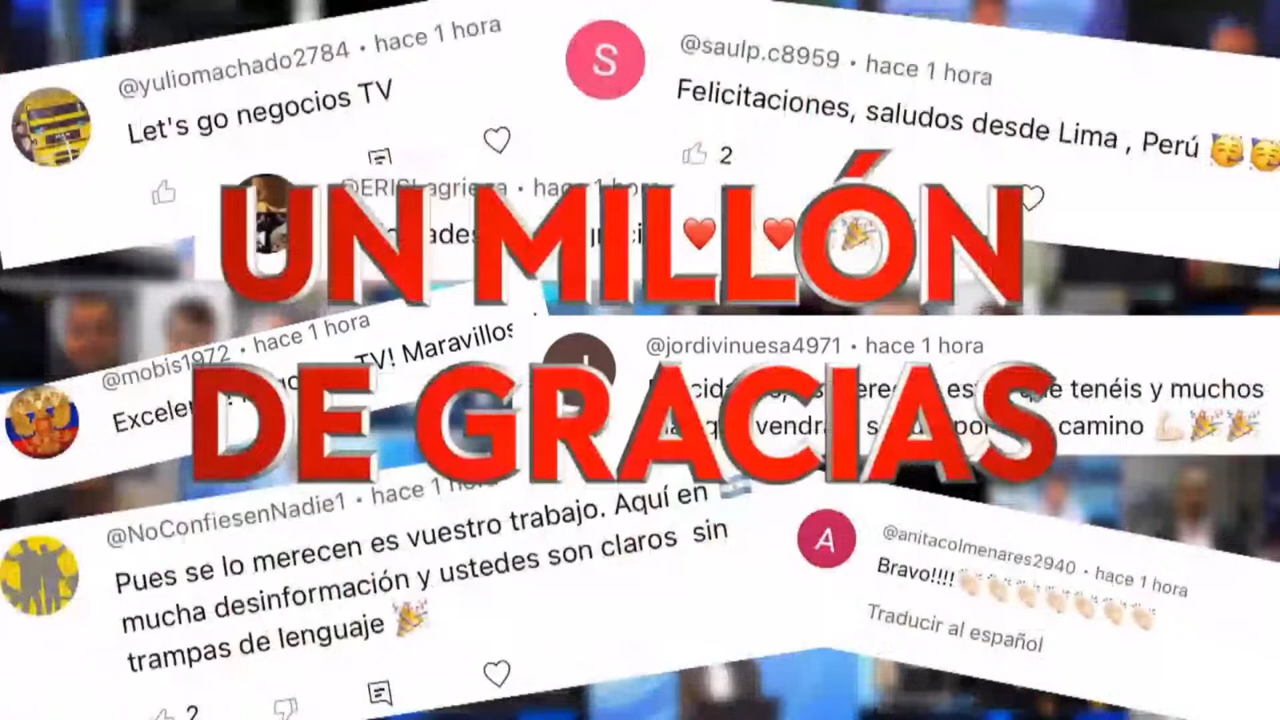 @yuliomachado2784 • hace 1 hora
Let's go negocios TV
S
@saulp.c8959 • hace 1 hora
Felicitaciones, saludos desde Lima , Perú
2
UN MILLÓN
DE GRACIAS
@mobis1972 • hace 1 hora
TV!
@jordivinuesa4971 • hace 1 hora
tenéis y muchos
camino
@NoConfiesenNadie1 • hace 1
Pues se lo merecen es vuestro trabajo. Aquí en
mucha desinformación y ustedes son claros sin
trampas de lenguaje
2
A
@anitacolmenares2940 • hace 1 hora
Bravo!!!!
Traducir al español